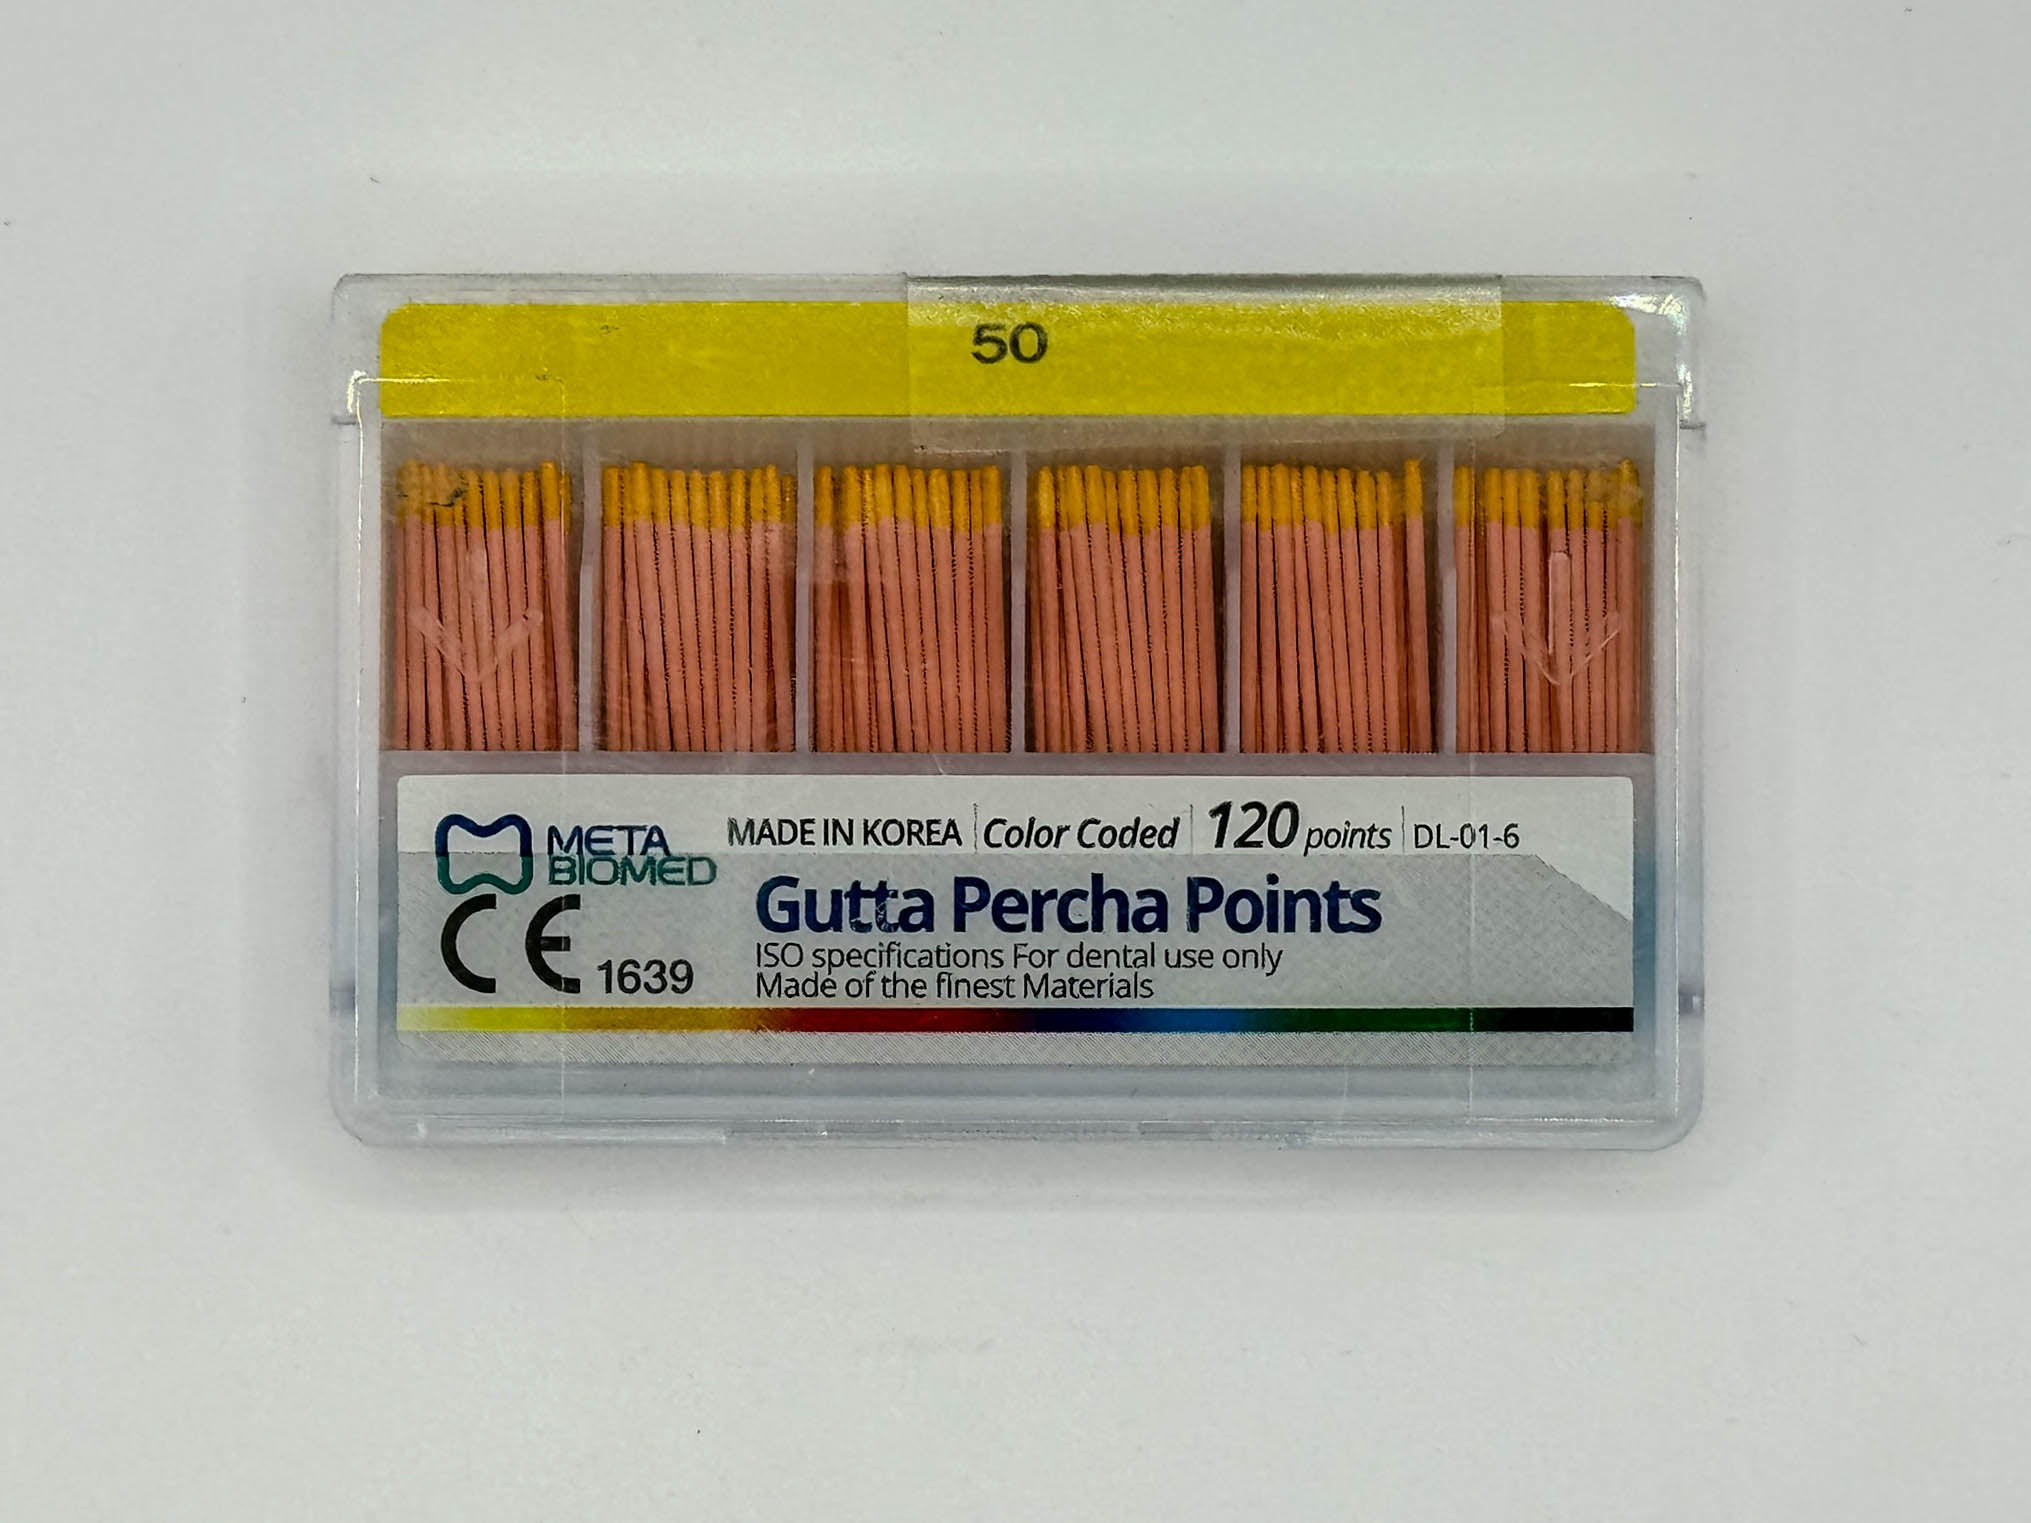 50
META
BIOMED
MADE IN KOREA Color Coded 120 points DL-01-6
Gutta Percha Points
CE 1639
ISO specifications For dental use only
Made of the finest Materials